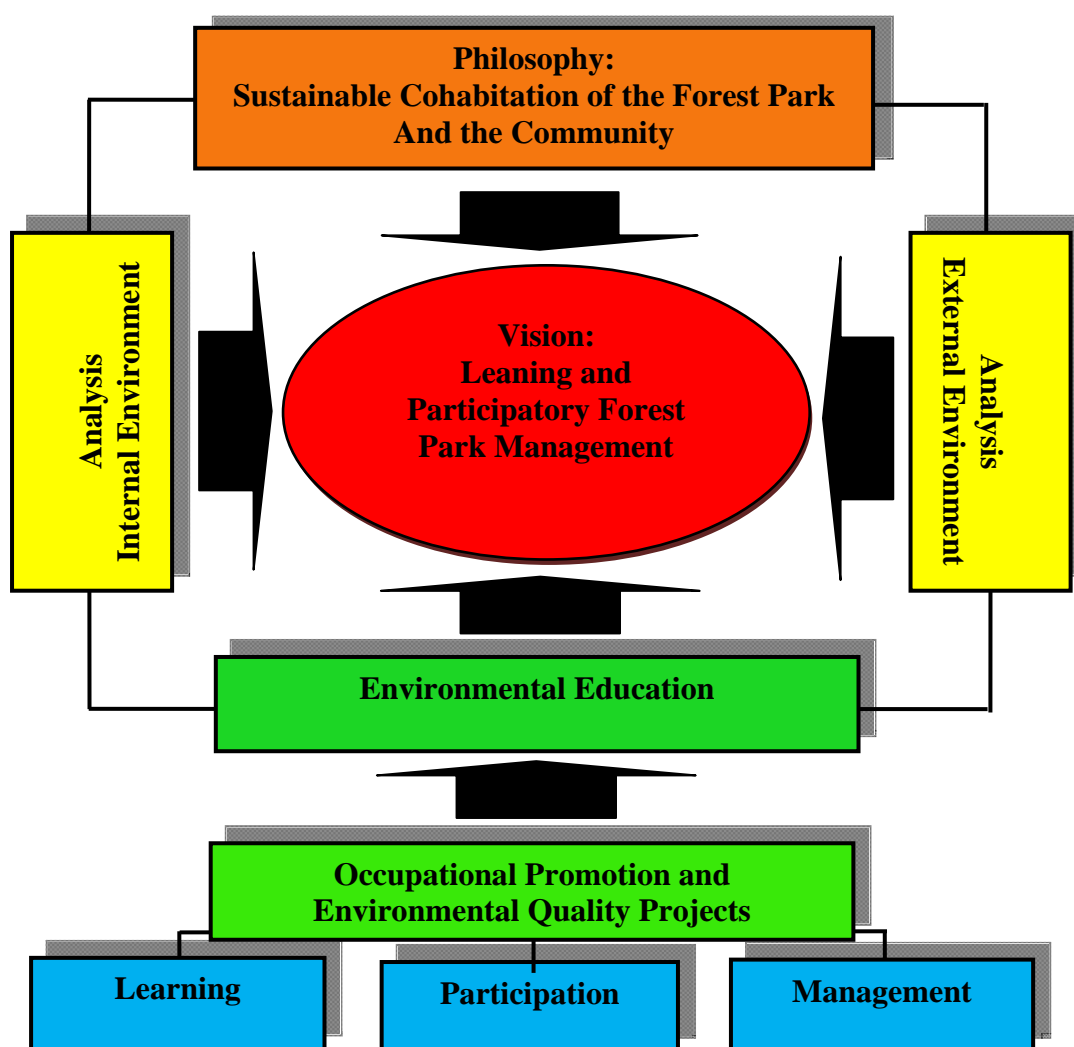 Philosophy:
Sustainable Cohabitation of the Forest Park
And the Community
Analysis
Internal Environment
Vision:
Leaning and
Participatory Forest
Park Management
Analysis
External Environment
Environmental Education
Occupational Promotion and
Environmental Quality Projects
Learning
Participation
Management